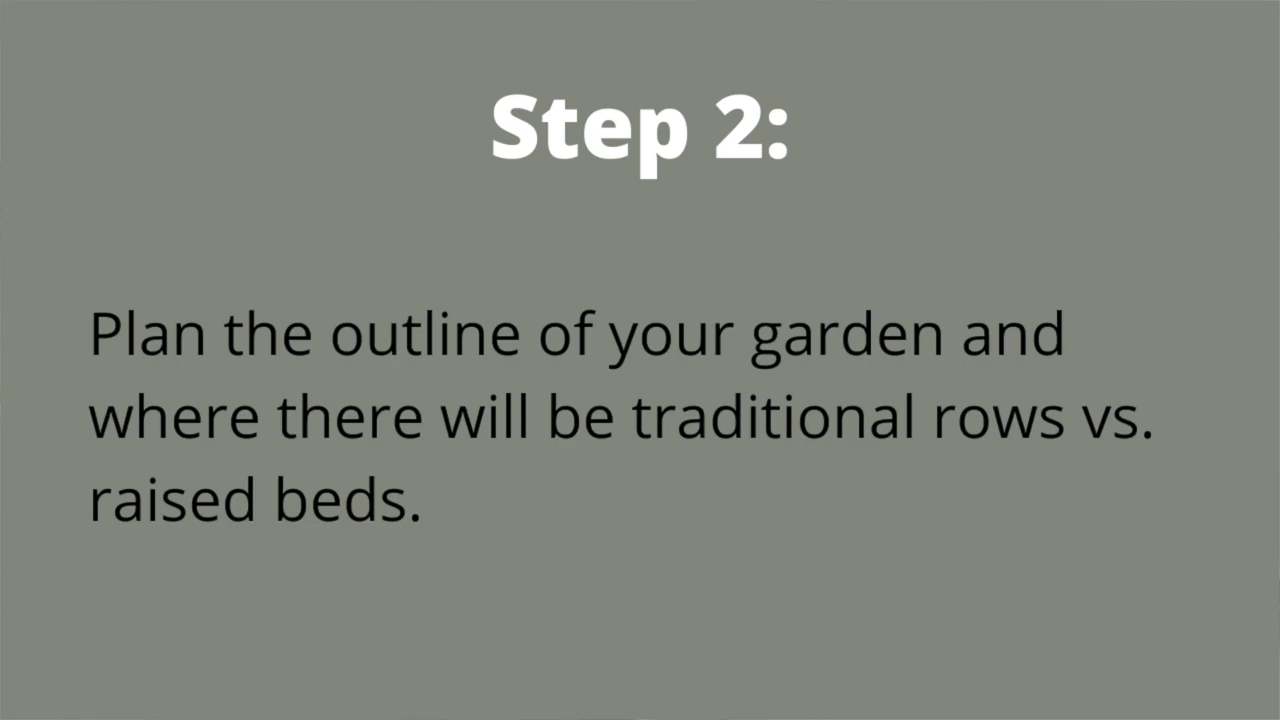 Step 2:
Plan the outline of your garden and
where there will be traditional rows vs.
raised beds.